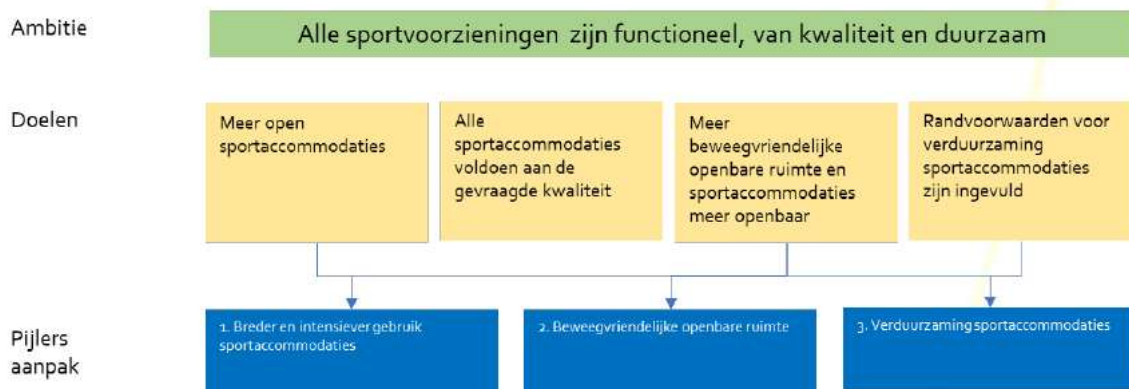 Ambitie
Alle sportvoorzieningen zijn functioneel, van kwaliteit en duurzaam
Doelen
Meer open
sportaccommodaties
Alle
sportaccommodaties
voldoen aan de
gevraagde kwaliteit
Meer
beweegvriendelijke
openbare ruimte en
sportaccommodaties
meer openbaar
Randvoorwaarden voor
verduurzaming
sportaccommodaties
zijn ingevuld
Pijlers
aanpak
1. Breder en intensiever gebruik
sportaccommodaties
2. Beweegvriendelijke openbare ruimte
3. Verduurzaming sportaccommodaties